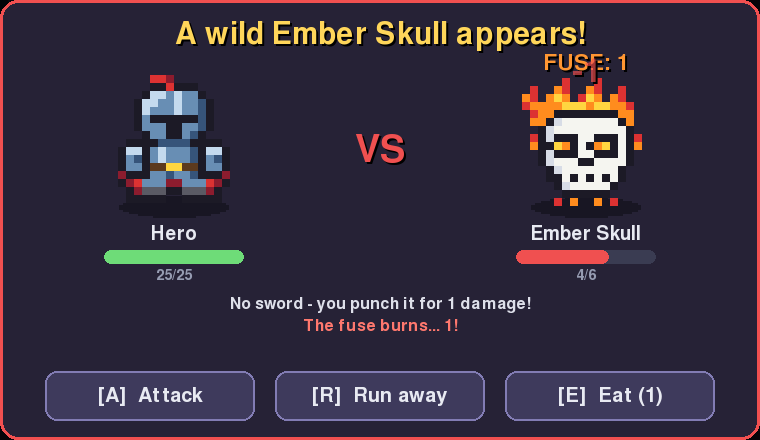 A wild Ember Skull appears!
FUSE: 1
-1
VS
Hero
Ember Skull
25/25
4/6
No sword - you punch it for 1 damage!
The fuse burns... 1!
[A] Attack
[R] Run away
[E] Eat (1)